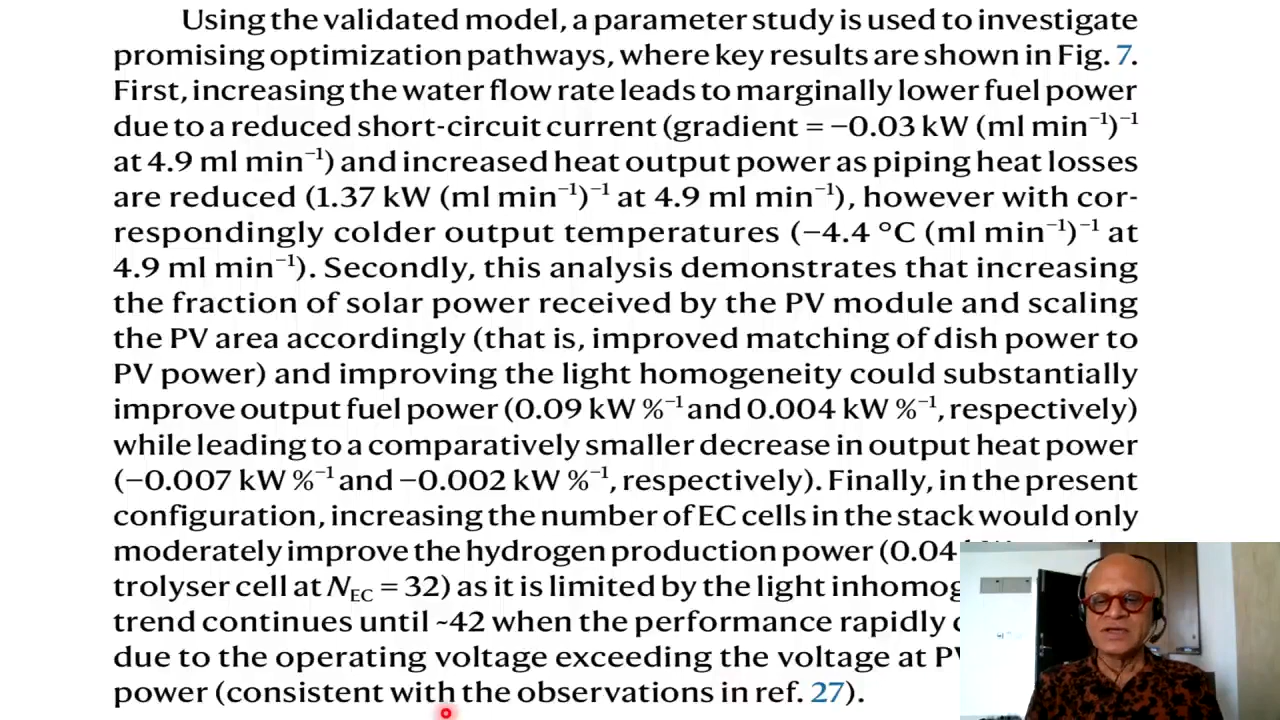 Using the validated model, a parameter study is used to investigate
promising optimization pathways, where key results are shown in Fig. 7.
First, increasing the water flow rate leads to marginally lower fuel power
due to a reduced short-circuit current (gradient = −0.03 kW (ml min⁻¹)⁻¹
at 4.9 ml min⁻¹) and increased heat output power as piping heat losses
are reduced (1.37 kW (ml min⁻¹)⁻¹ at 4.9 ml min⁻¹), however with cor-
respondingly colder output temperatures (−4.4 °C (ml min⁻¹)⁻¹ at
4.9 ml min⁻¹). Secondly, this analysis demonstrates that increasing
the fraction of solar power received by the PV module and scaling
the PV area accordingly (that is, improved matching of dish power to
PV power) and improving the light homogeneity could substantially
improve output fuel power (0.09 kW %⁻¹ and 0.004 kW %⁻¹, respectively)
while leading to a comparatively smaller decrease in output heat power
(−0.007 kW %⁻¹ and −0.002 kW %⁻¹, respectively). Finally, in the present
configuration, increasing the number of EC cells in the stack would only
moderately improve the hydrogen production power (0.04
trolyser cell at N_EC = 32) as it is limited by the light
trend continues until ~42 when the performance rapidly
due to the operating voltage exceeding the voltage at
power (consistent with the observations in ref. 27).